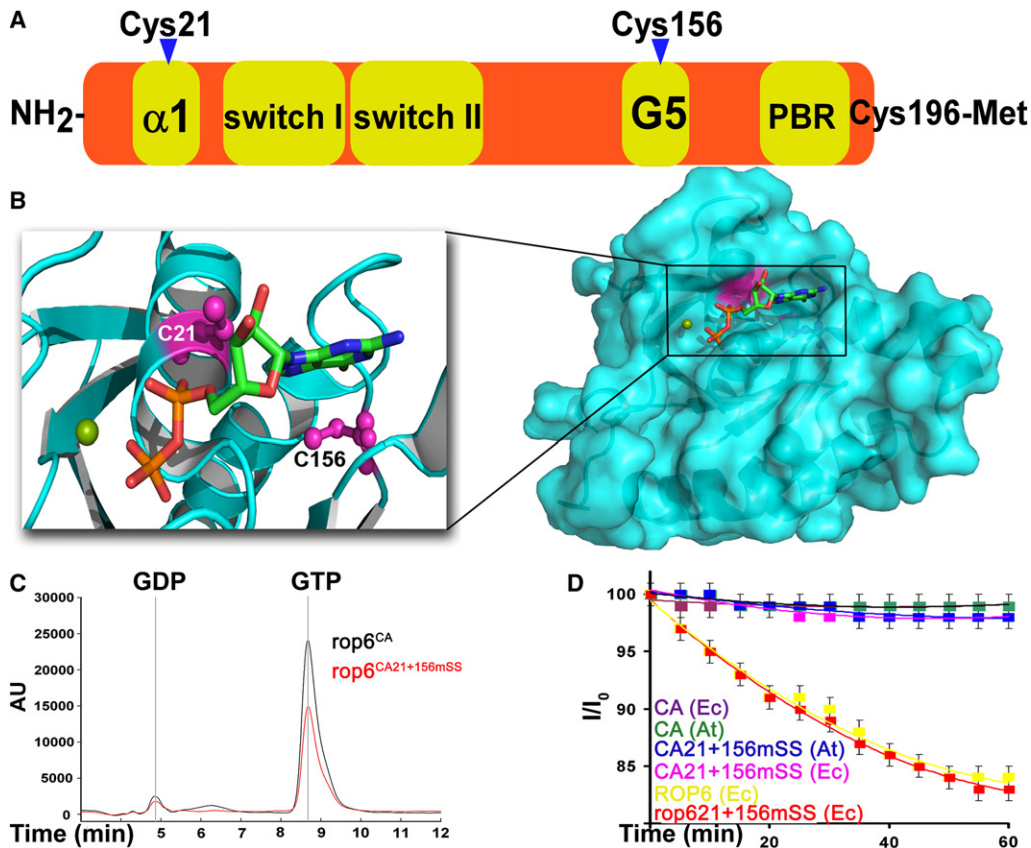 A
Cys21
Cys156
NH2-
α1
switch I
switch II
G5
PBR
Cys196-Met
B
C21
C156
C
GDP
GTP
30000
25000
20000
15000
10000
5000
0
AU
rop6CA
rop6CA21+156mSS
Time (min)
5
6
7
8
9
10
11
12
D
100
95
90
85
I/I0
CA (Ec)
CA (At)
CA21+156mSS (At)
CA21+156mSS (Ec)
ROP6 (Ec)
rop621+156mSS (Ec)
Time (min)
20
40
60